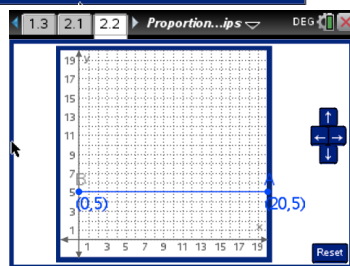 1.3 2.1 2.2 Proportion...ips DEG
19 y
17
15
13
11
9
7
B A
5
(0,5) (20,5)
3
1 x
1 3 5 7 9 11 13 15 17 19
Reset